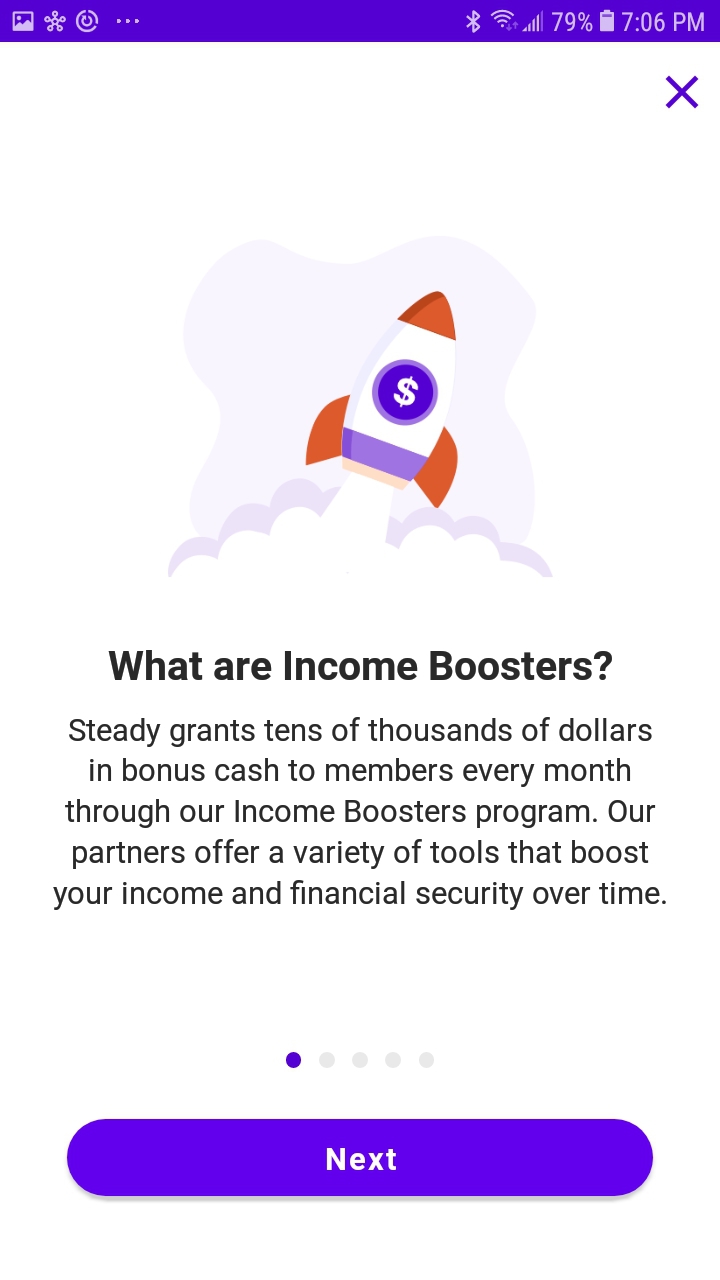 79% 7:06 PM
$
What are Income Boosters?
Steady grants tens of thousands of dollars
in bonus cash to members every month
through our Income Boosters program. Our
partners offer a variety of tools that boost
your income and financial security over time.
Next